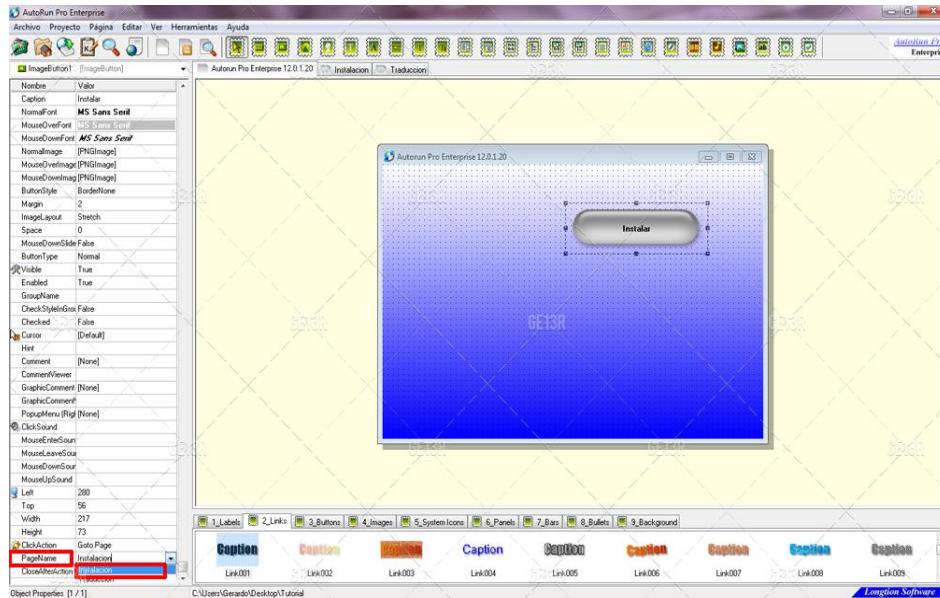 AutoRun Pro Enterprise
Archivo Proyecto Página Editar Ver Herramientas Ayuda
AutoRun Pr
Enterpri
ImageButton1 [ImageButton]
Autorun Pro Enterprise 12.0.1.20 Instalacion Traduccion
Nombre Valor
Caption Instalar
NormalFont MS Sans Serif
MouseOverFont MS Sans Serif
MouseDownFont MS Sans Serif
NormalImage [PNGImage]
MouseOverImage [PNGImage]
MouseDownImag [PNGImage]
ButtonStyle BorderNone
Margin 2
ImageLayout Stretch
Space 0
MouseDownSlide False
ButtonType Normal
Visible True
Enabled True
GroupName
CheckStyleInGrou False
Checked False
Cursor [Default]
Hint
Comment [None]
CommentViewer
GraphicComment [None]
GraphicComment
PopupMenu (Rigl [None]
ClickSound
MouseEnterSoun
MouseLeaveSou
MouseDownSour
MouseUpSound
Left 280
Top 56
Width 217
Height 73
ClickAction Goto Page
PageName Instalacion
CloseAfterAction Instalacion
Traduccion
Autorun Pro Enterprise 12.0.1.20
Instalar
GE13R
1_Labels 2_Links 3_Buttons 4_Images 5_System Icons 6_Panels 7_Bars 8_Bullets 9_Background
Caption Caption Caption Caption Caption Caption Caption Caption Caption
Link001 Link002 Link003 Link004 Link005 Link006 Link007 Link008 Link009
Object Properties [1 / 1] C:\Users\Gerardo\Desktop\Tutorial Longtion Software